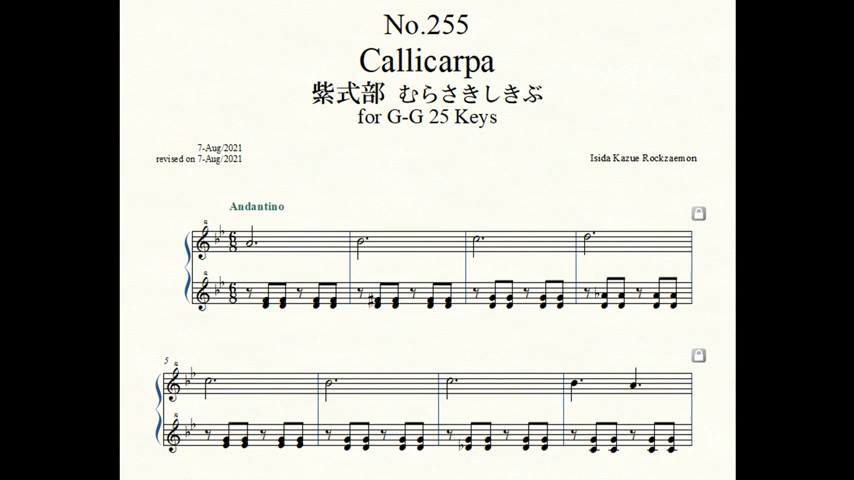 No.255
Callicarpa
紫式部 むらさきしきぶ
for G-G 25 Keys
7-Aug/2021
revised on 7-Aug/2021
Isida Kazue Rockzaemon
Andantino
5